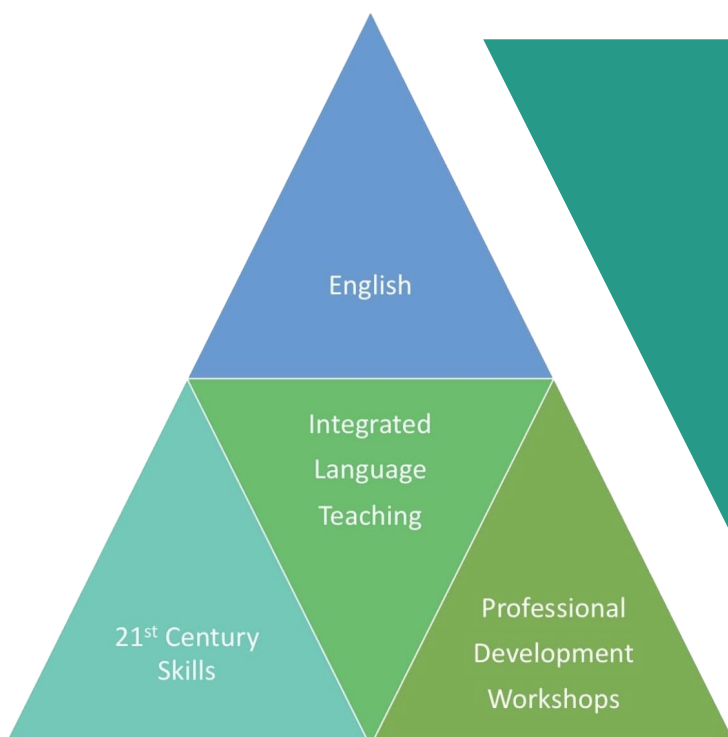 English
Integrated
Language
Teaching
21st Century
Skills
Professional
Development
Workshops